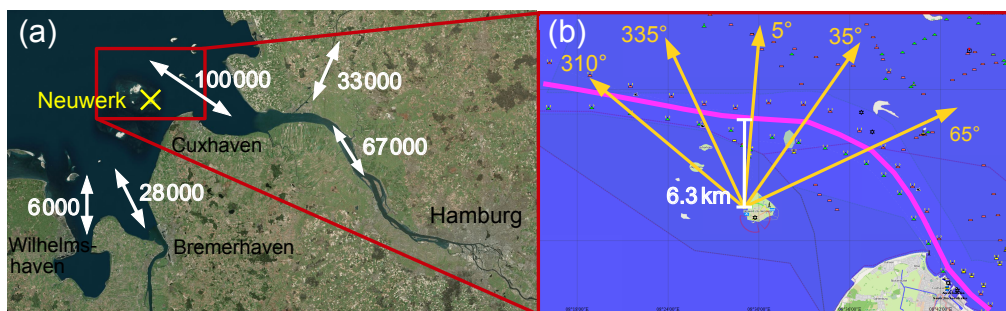 (a)
100000
33000
Neuwerk
Cuxhaven
67000
28000
6000
Hamburg
Wilhelms-
haven
Bremerhaven
(b)
335°
5°
35°
310°
65°
6.3 km